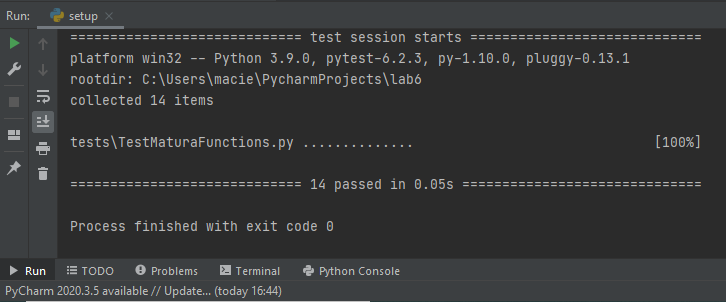 Run: setup
============================= test session starts =============================
platform win32 -- Python 3.9.0, pytest-6.2.3, py-1.10.0, pluggy-0.13.1
rootdir: C:\Users\macie\PycharmProjects\lab6
collected 14 items
tests\TestMaturaFunctions.py .............. [100%]
============================= 14 passed in 0.05s ==============================
Process finished with exit code 0
Run TODO Problems Terminal Python Console
PyCharm 2020.3.5 available // Update... (today 16:44)